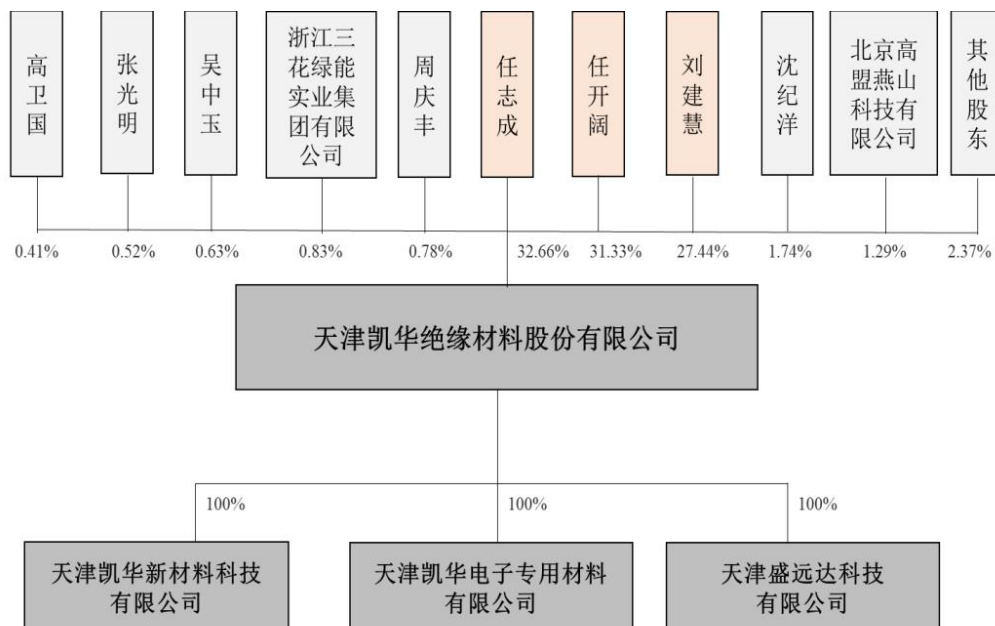 高卫国
张光明
吴中玉
浙江三
花绿能
实业集
团有限
公司
周庆丰
任志成
任开阔
刘建慧
沈纪洋
北京高
盟燕山
科技有
限公司
其他股东
0.41%
0.52%
0.63%
0.83%
0.78%
32.66%
31.33%
27.44%
1.74%
1.29%
2.37%
天津凯华绝缘材料股份有限公司
100%
100%
100%
天津凯华新材料科技
有限公司
天津凯华电子专用材料
有限公司
天津盛远达科技
有限公司